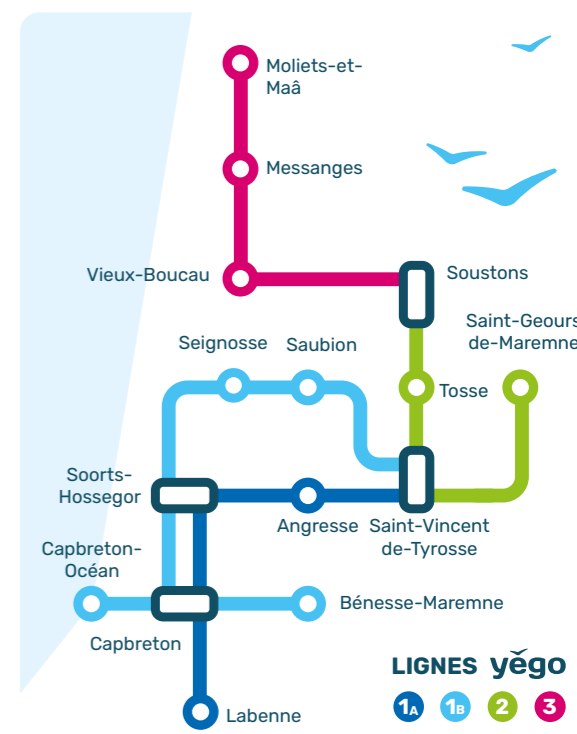 Moliets-et-
Maâ
Messanges
Vieux-Boucau
Soustons
Saint-Geours
de-Maremne
Seignosse
Saubion
Tosse
Soorts-
Hossegor
Angresse
Saint-Vincent
de-Tyrosse
Capbreton-
Océan
Bénesse-Maremne
Capbreton
LIGNES yégo
1A 1B 2 3
Labenne